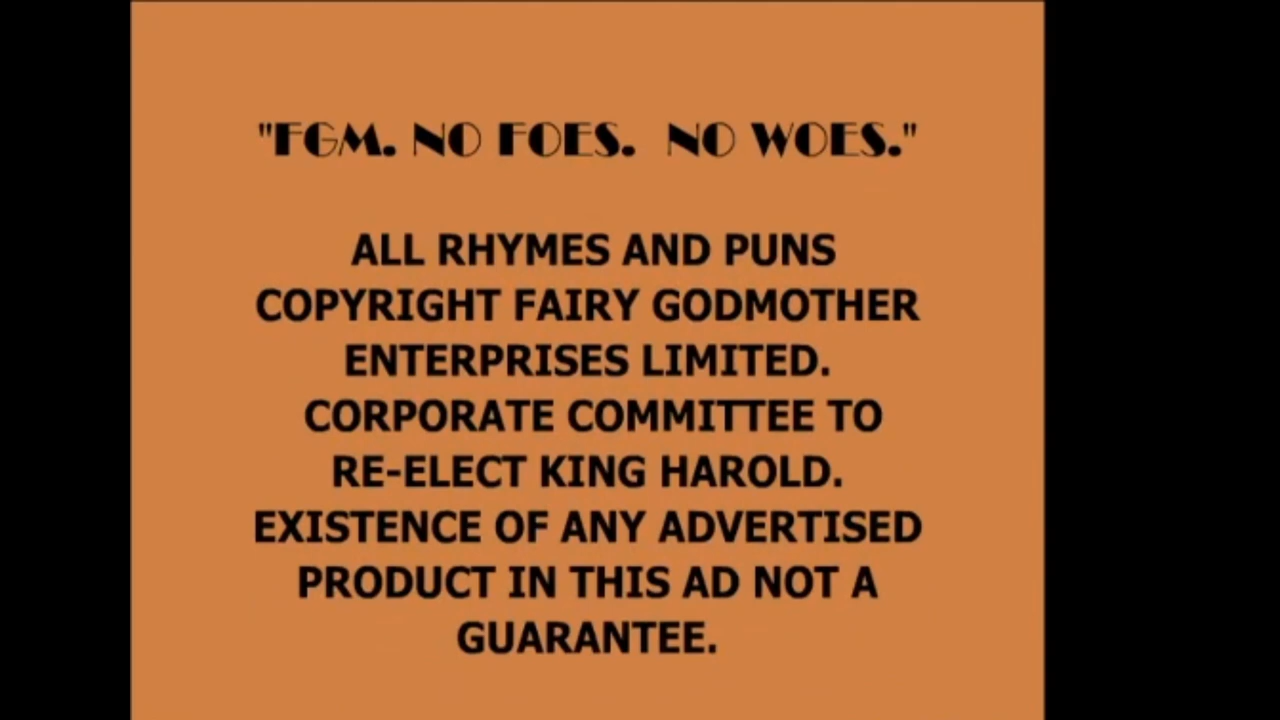 "FGM. NO FOES.  NO WOES."
ALL RHYMES AND PUNS
COPYRIGHT FAIRY GODMOTHER
ENTERPRISES LIMITED.
CORPORATE COMMITTEE TO
RE-ELECT KING HAROLD.
EXISTENCE OF ANY ADVERTISED
PRODUCT IN THIS AD NOT A
GUARANTEE.